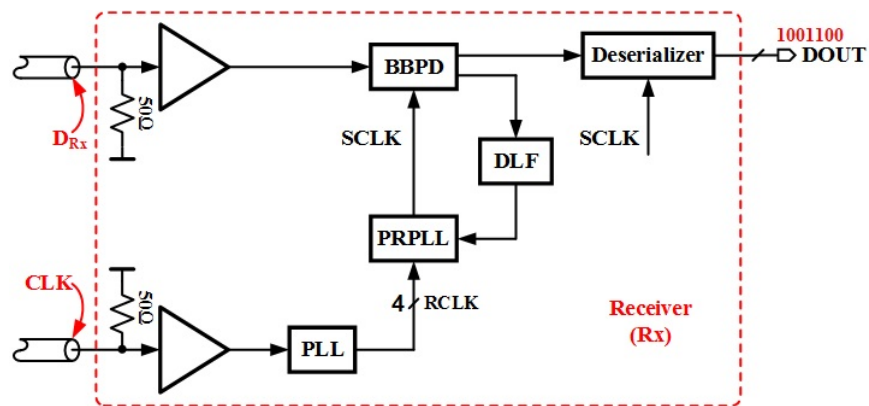 1001100
BBPD
Deserializer
DOUT
50Ω
DRx
SCLK
SCLK
DLF
PRPLL
CLK
50Ω
4
RCLK
PLL
Receiver
(Rx)